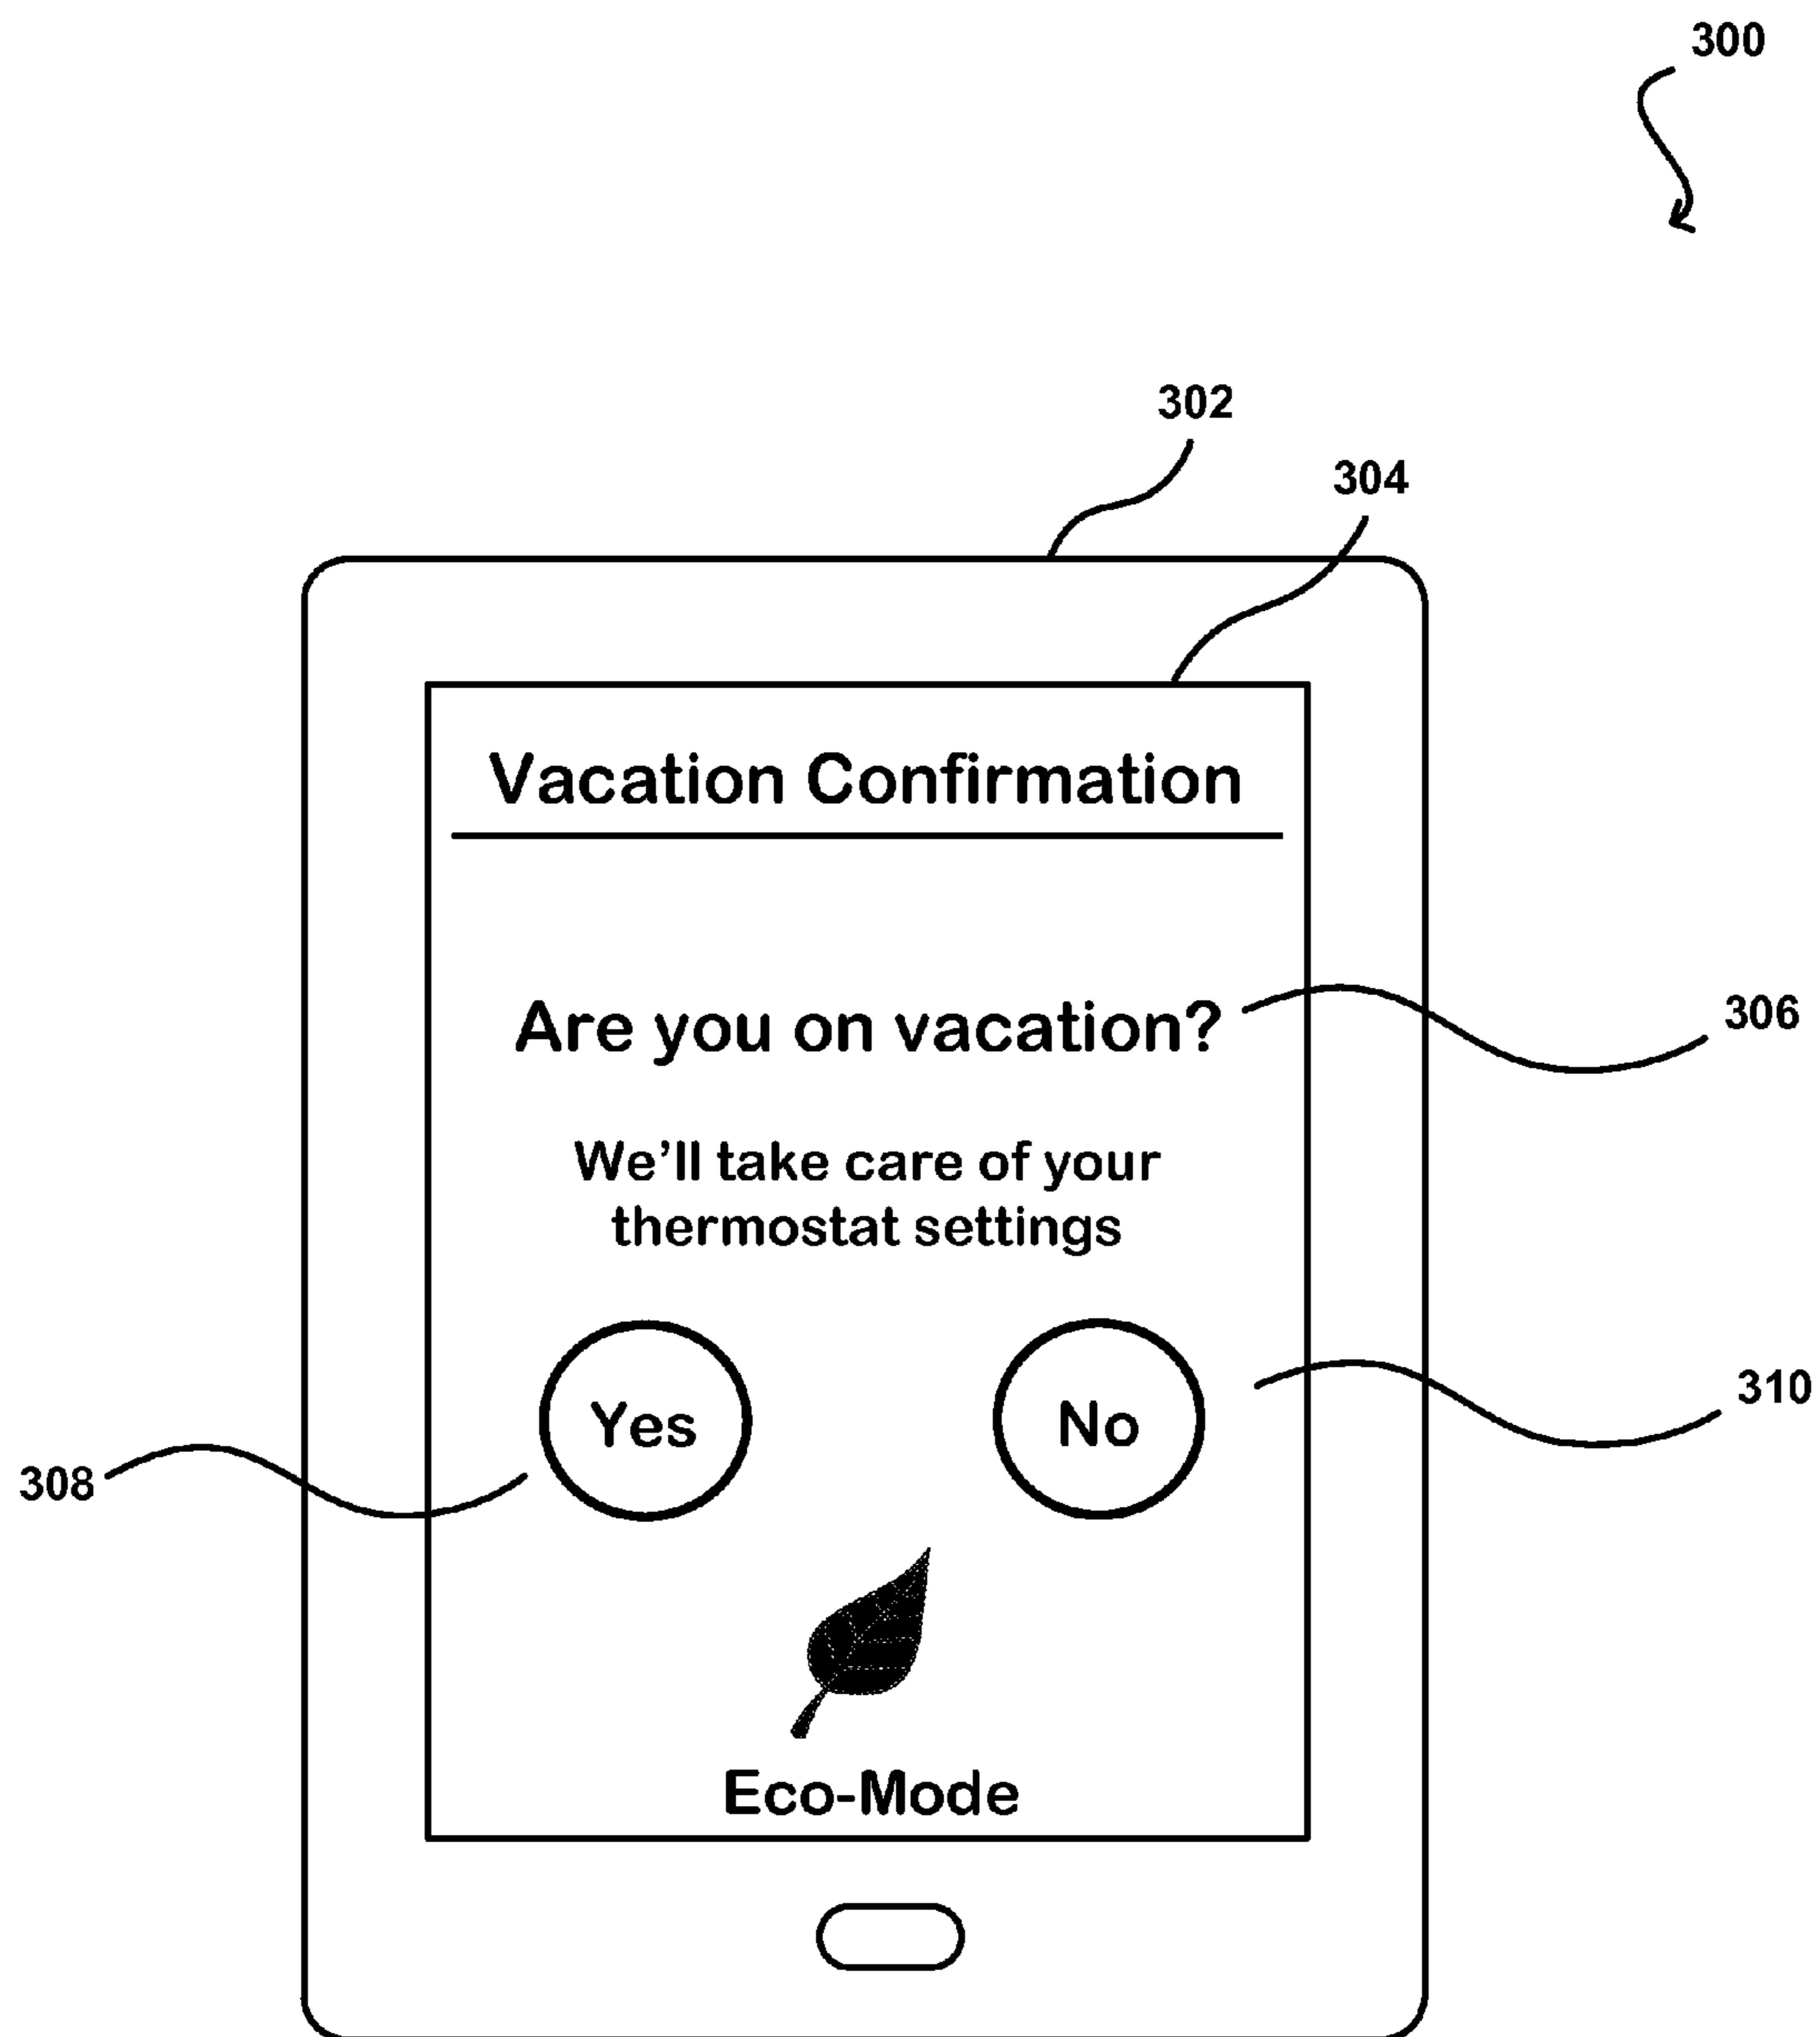 300
302
304
Vacation Confirmation
Are you on vacation?
306
We'll take care of your
thermostat settings
310
Yes
No
308
Eco-Mode